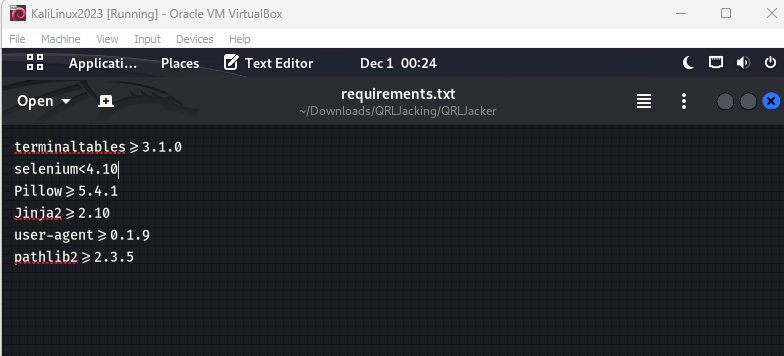 KaliLinux2023 [Running] - Oracle VM VirtualBox
File Machine View Input Devices Help
Applicati... Places Text Editor Dec 1 00:24
Open requirements.txt
~/Downloads/QRLJacking/QRLJacker
terminaltables≥3.1.0
selenium<4.10
Pillow≥5.4.1
Jinja2≥2.10
user-agent≥0.1.9
pathlib2≥2.3.5